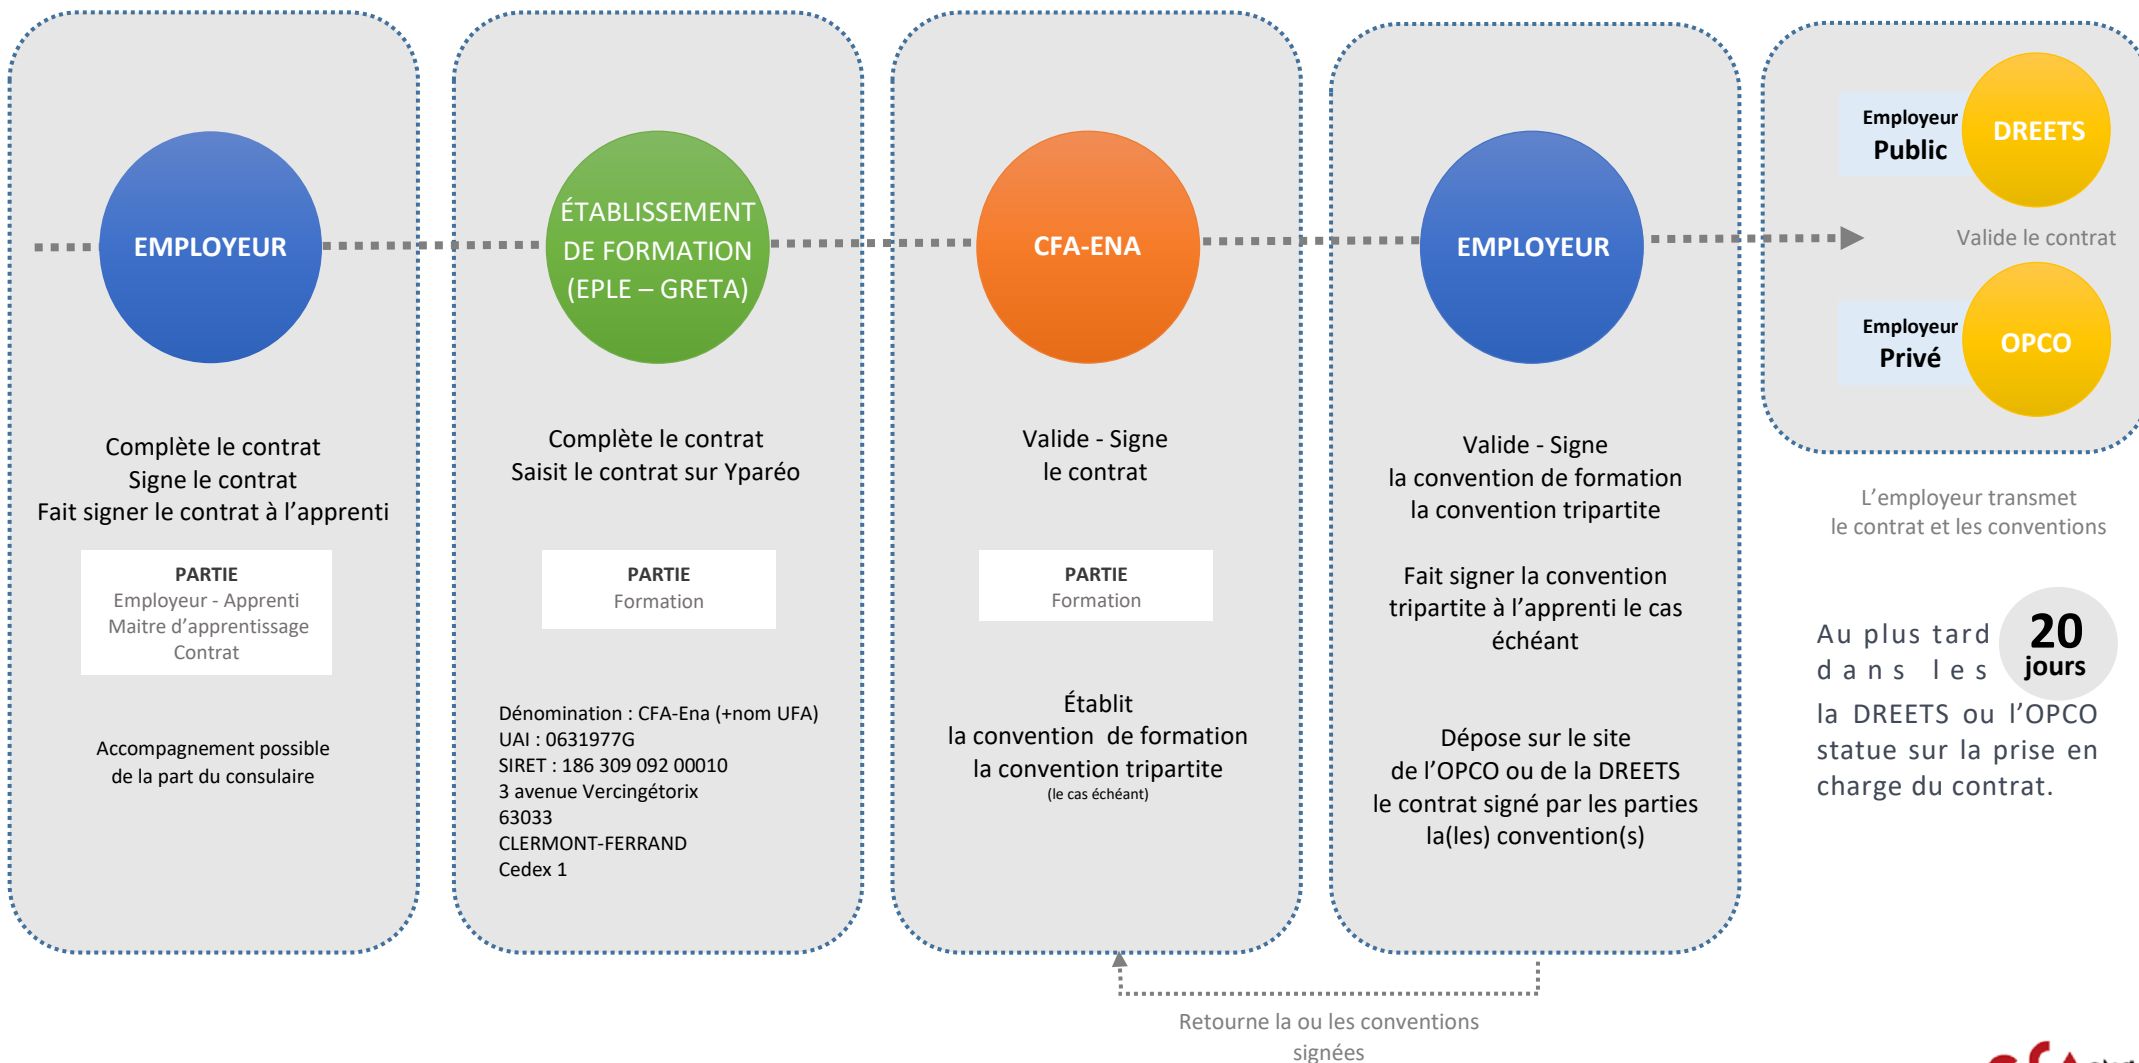 EMPLOYEUR
Complète le contrat
Signe le contrat
Fait signer le contrat à l’apprenti
PARTIE
Employeur - Apprenti
Maitre d’apprentissage
Contrat
Accompagnement possible
de la part du consulaire
ÉTABLISSEMENT
DE FORMATION
(EPLE – GRETA)
Complète le contrat
Saisit le contrat sur Yparéo
PARTIE
Formation
Dénomination : CFA-Ena (+nom UFA)
UAI : 0631977G
SIRET : 186 309 092 00010
3 avenue Vercingétorix
63033
CLERMONT-FERRAND
Cedex 1
CFA-ENA
Valide - Signe
le contrat
PARTIE
Formation
Établit
la convention de formation
la convention tripartite
(le cas échéant)
EMPLOYEUR
Valide - Signe
la convention de formation
la convention tripartite
Fait signer la convention
tripartite à l’apprenti le cas
échéant
Dépose sur le site
de l’OPCO ou de la DREETS
le contrat signé par les parties
la(les) convention(s)
Retourne la ou les conventions
signées
Employeur
Public
DREETS
Valide le contrat
Employeur
Privé
OPCO
L’employeur transmet
le contrat et les conventions
Au plus tard
dans les
20
jours
la DREETS ou l’OPCO
statue sur la prise en
charge du contrat.